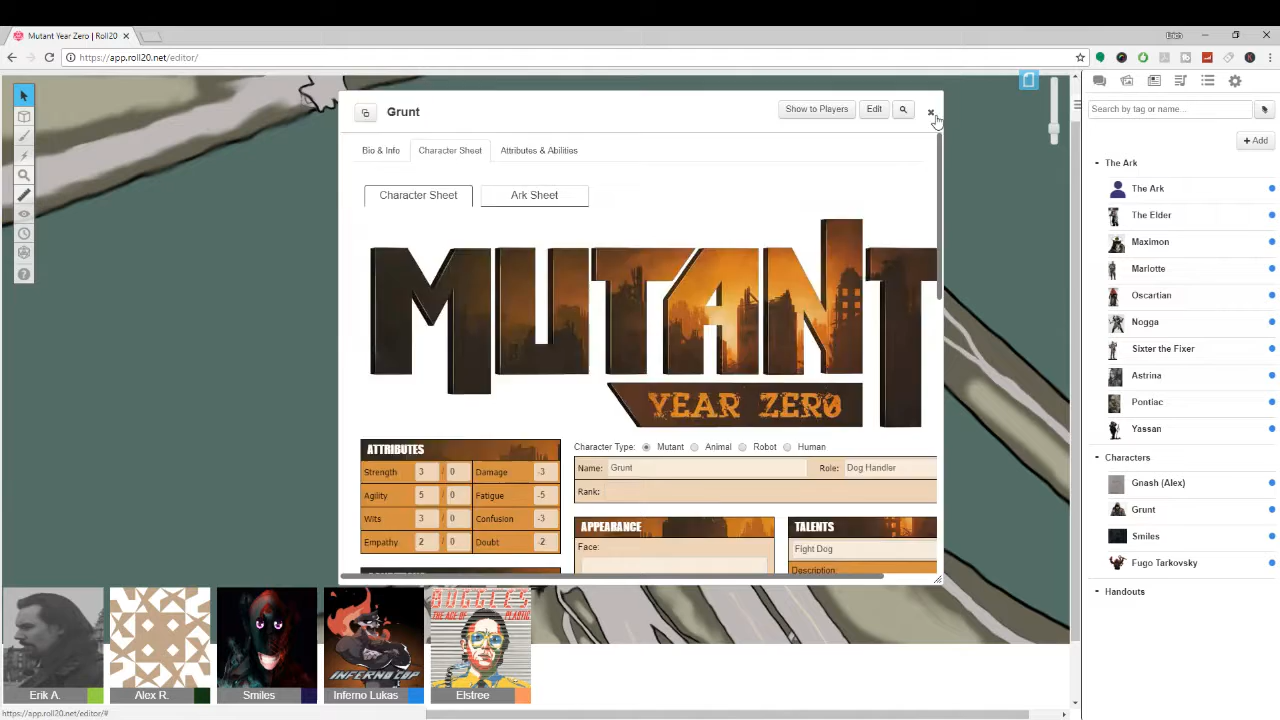 Mutant Year Zero | Roll20
https://app.roll20.net/editor/
Grunt
Show to Players
Edit
Bio & Info
Character Sheet
Attributes & Abilities
Character Sheet
Ark Sheet
MUTANT
YEAR ZERO
ATTRIBUTES
Strength 3 / 0 Damage -3
Agility 5 / 0 Fatigue -5
Wits 3 / 0 Confusion -3
Empathy 2 / 0 Doubt -2
Character Type: Mutant Animal Robot Human
Name: Grunt Role: Dog Handler
Rank:
APPEARANCE
Face:
TALENTS
Fight Dog
Description:
Search by tag or name...
+ Add
The Ark
The Ark
The Elder
Maximon
Marlotte
Oscartian
Nogga
Sixter the Fixer
Astrina
Pontiac
Yassan
Characters
Gnash (Alex)
Grunt
Smiles
Fugo Tarkovsky
Handouts
INFERNO COP
BUGGLES
THE AGE OF PLASTIC
Erik A.
Alex R.
Smiles
Inferno Lukas
Elstree
https://app.roll20.net/editor/#